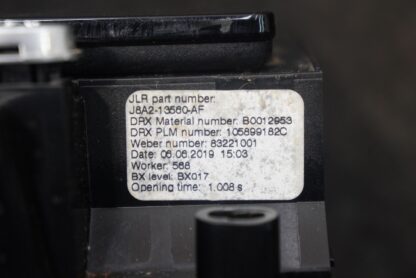 JLR part number:
J8A2-13560-AF
DRX Material number: B0012953
DRX PLM number: 105899182C
Weber number: 83221001
Date: 06.06.2019 15:03
Worker: 568
BX level: BX017
Opening time: 1.008 s